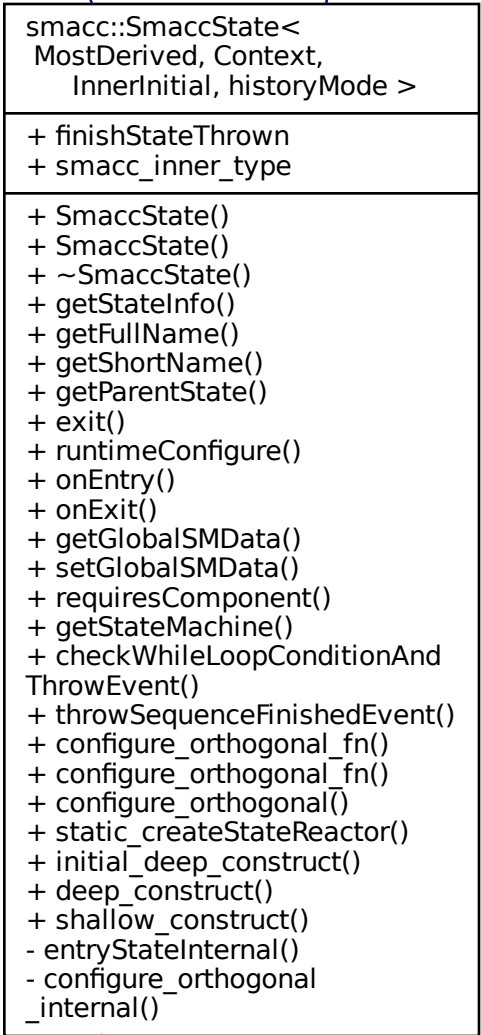 smacc::SmaccState<
MostDerived, Context,
InnerInitial, historyMode >
+ finishStateThrown
+ smacc_inner_type
+ SmaccState()
+ SmaccState()
+ ~SmaccState()
+ getStateInfo()
+ getFullName()
+ getShortName()
+ getParentState()
+ exit()
+ runtimeConfigure()
+ onEntry()
+ onExit()
+ getGlobalSMData()
+ setGlobalSMData()
+ requiresComponent()
+ getStateMachine()
+ checkWhileLoopConditionAnd
ThrowEvent()
+ throwSequenceFinishedEvent()
+ configure_orthogonal_fn()
+ configure_orthogonal_fn()
+ configure_orthogonal()
+ static_createStateReactor()
+ initial_deep_construct()
+ deep_construct()
+ shallow_construct()
- entryStateInternal()
- configure_orthogonal
_internal()